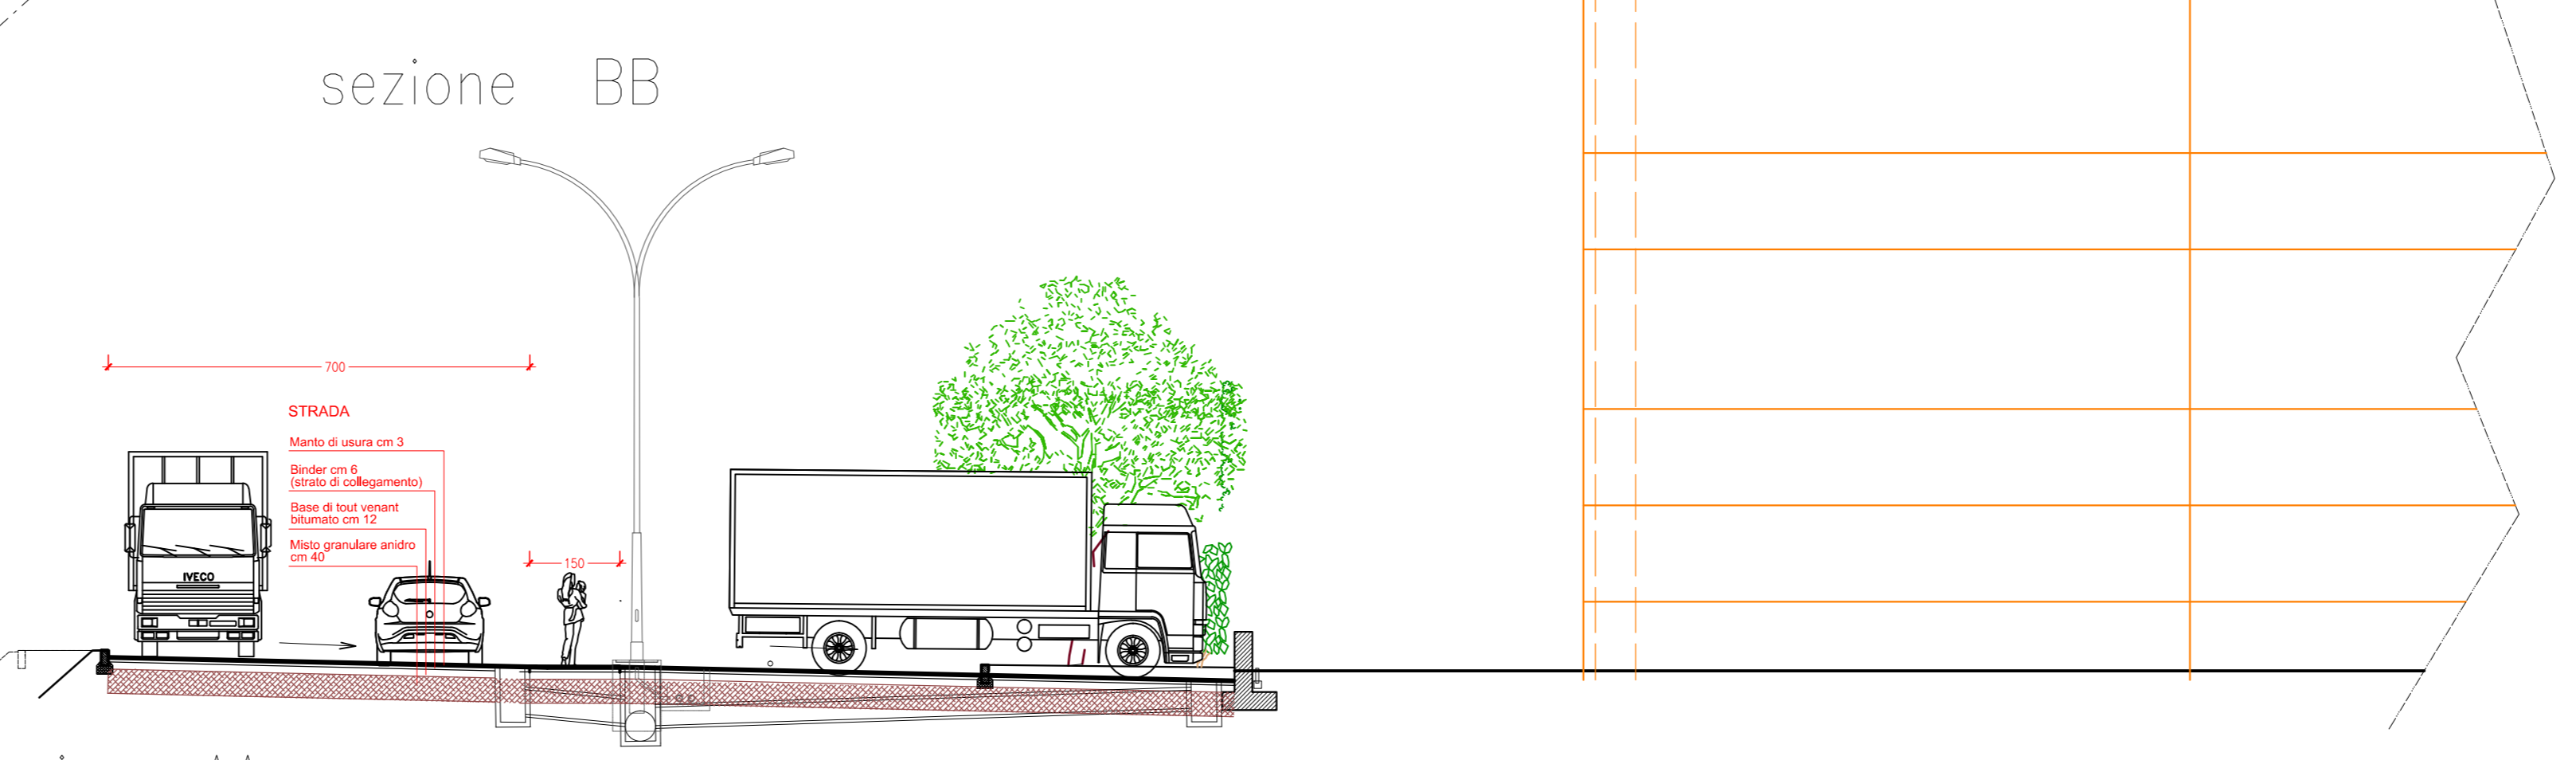 sezione BB
700
STRADA
Manto di usura cm 3
Binder cm 6
(strato di collegamento)
Base di tout venant
bitumato cm 12
Misto granulare anidro
cm 40
150
IVECO